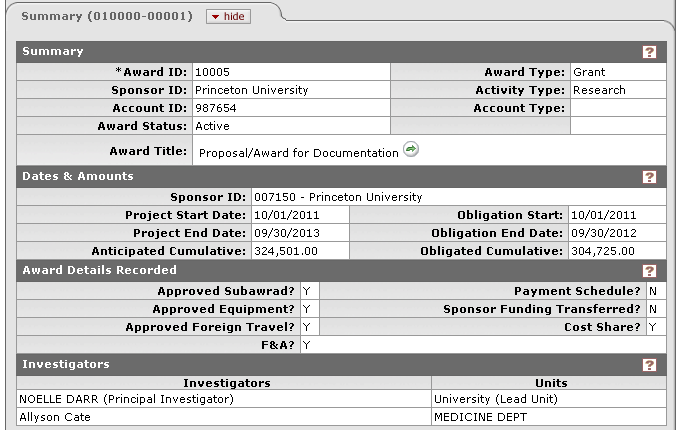 Summary (010000-00001) ▼ hide
Summary ?
*Award ID: 10005 Award Type: Grant
Sponsor ID: Princeton University Activity Type: Research
Account ID: 987654 Account Type:
Award Status: Active
Award Title: Proposal/Award for Documentation
Dates & Amounts ?
Sponsor ID: 007150 - Princeton University
Project Start Date: 10/01/2011 Obligation Start: 10/01/2011
Project End Date: 09/30/2013 Obligation End Date: 09/30/2012
Anticipated Cumulative: 324,501.00 Obligated Cumulative: 304,725.00
Award Details Recorded ?
Approved Subawrad? Y Payment Schedule? N
Approved Equipment? Y Sponsor Funding Transferred? N
Approved Foreign Travel? Y Cost Share? Y
F&A? Y
Investigators ?
Investigators Units
NOELLE DARR (Principal Investigator) University (Lead Unit)
Allyson Cate MEDICINE DEPT